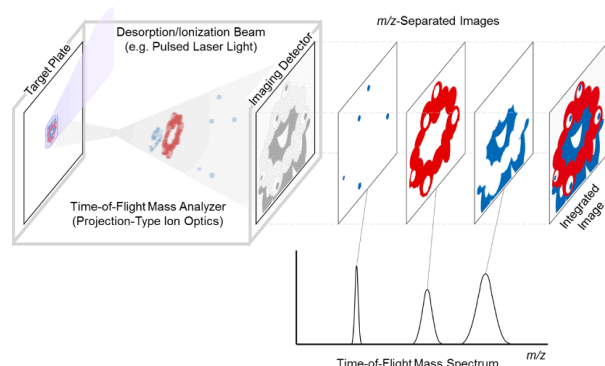 Desorption/Ionization Beam
(e.g. Pulsed Laser Light)
m/z-Separated Images
Target Plate
Imaging Detector
Time-of-Flight Mass Analyzer
(Projection-Type Ion Optics)
Integrated
Image
m/z
Time-of-Flight Mass Spectrum